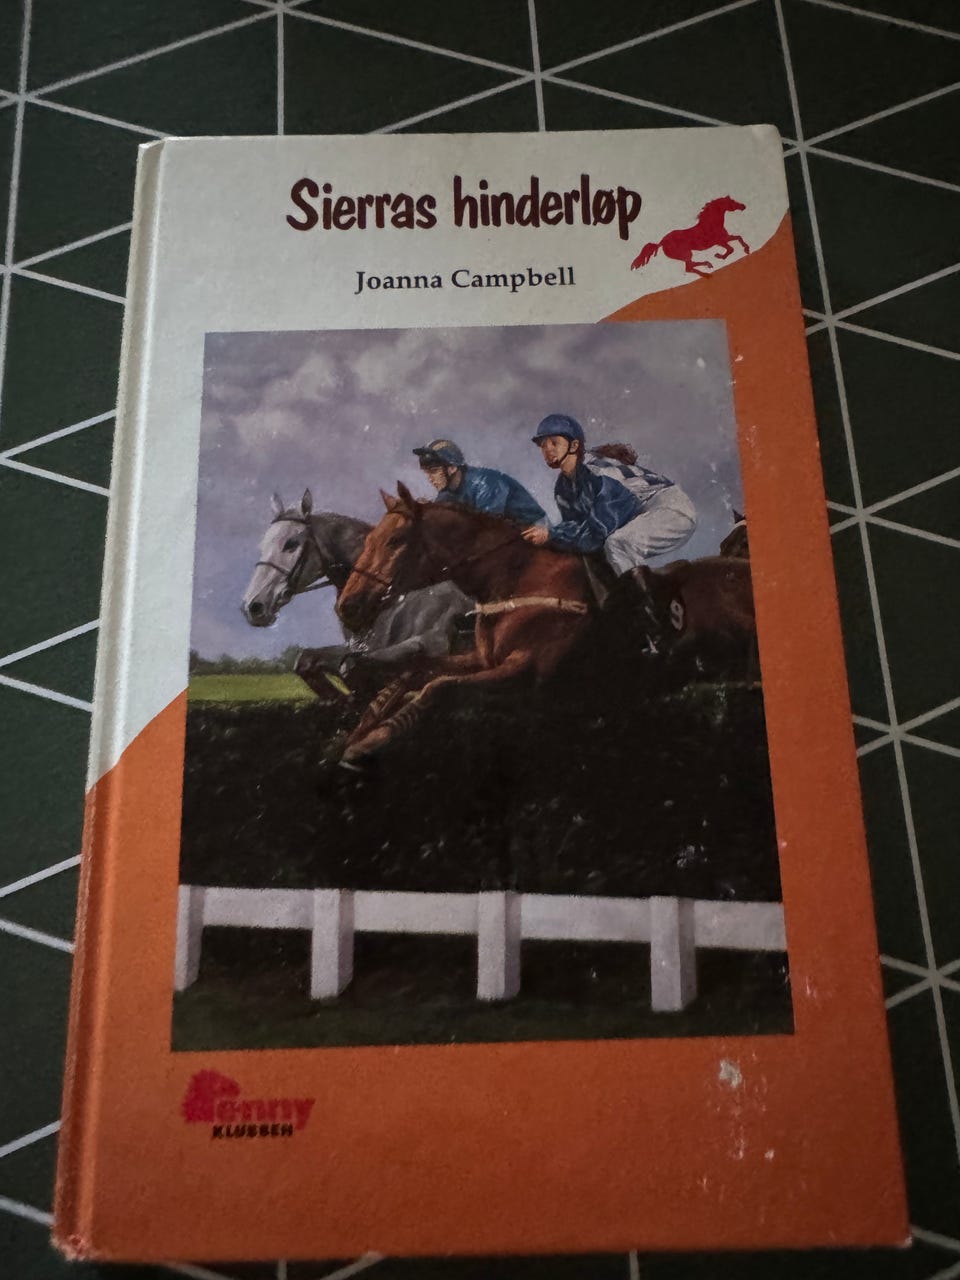 Sierras hinderløp
Joanna Campbell
9
Penny
KLUBBEN